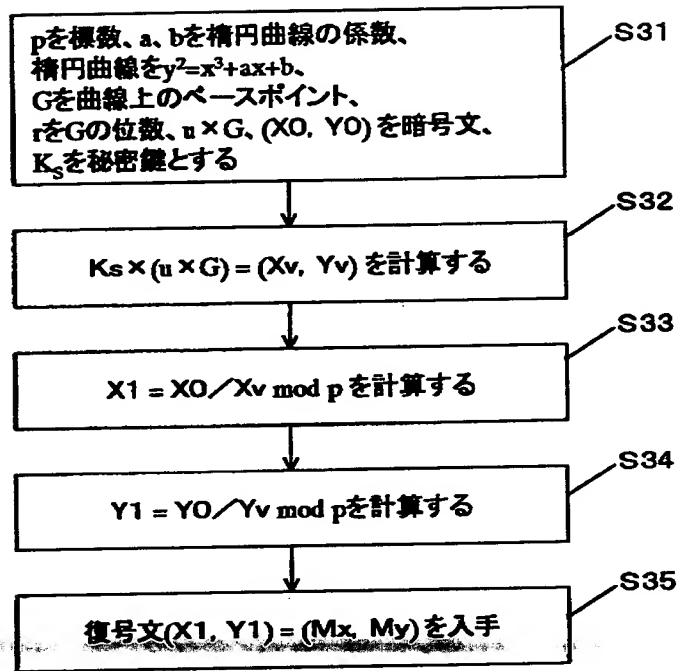 pを標数、a、bを楕円曲線の係数、
楕円曲線をy²=x³+ax+b、
Gを曲線上のベースポイント、
rをGの位数、u×G、(X0, Y0)を暗号文、
K_Sを秘密鍵とする
S31
Ks×(u×G)=(Xv, Yv)を計算する
S32
X1=X0／Xv mod pを計算する
S33
Y1=Y0／Yv mod pを計算する
S34
復号文(X1, Y1)=(Mx, My)を入手
S35